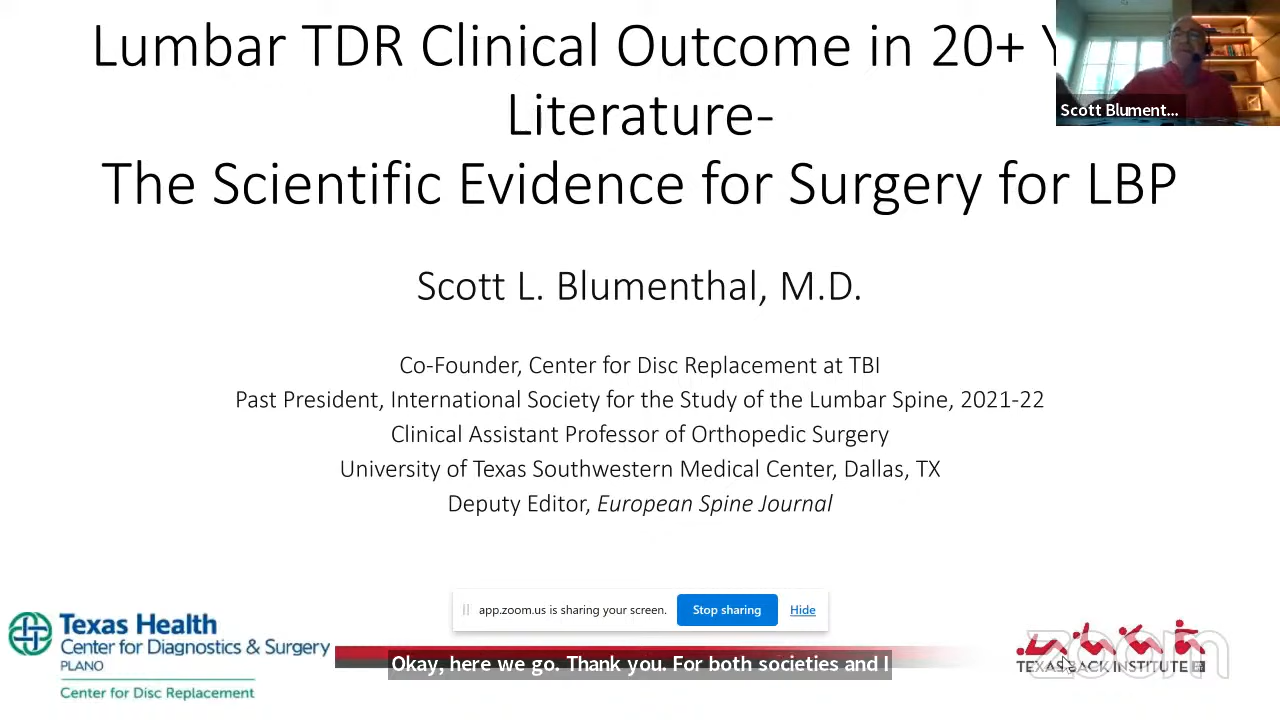 Lumbar TDR Clinical Outcome in 20+ Y
Literature-
The Scientific Evidence for Surgery for LBP
Scott Blument...
Scott L. Blumenthal, M.D.
Co-Founder, Center for Disc Replacement at TBI
Past President, International Society for the Study of the Lumbar Spine, 2021-22
Clinical Assistant Professor of Orthopedic Surgery
University of Texas Southwestern Medical Center, Dallas, TX
Deputy Editor, European Spine Journal
app.zoom.us is sharing your screen.
Stop sharing
Hide
Texas Health
Center for Diagnostics & Surgery
PLANO
Center for Disc Replacement
Okay, here we go. Thank you. For both societies and I
zoom
TEXAS BACK INSTITUTE